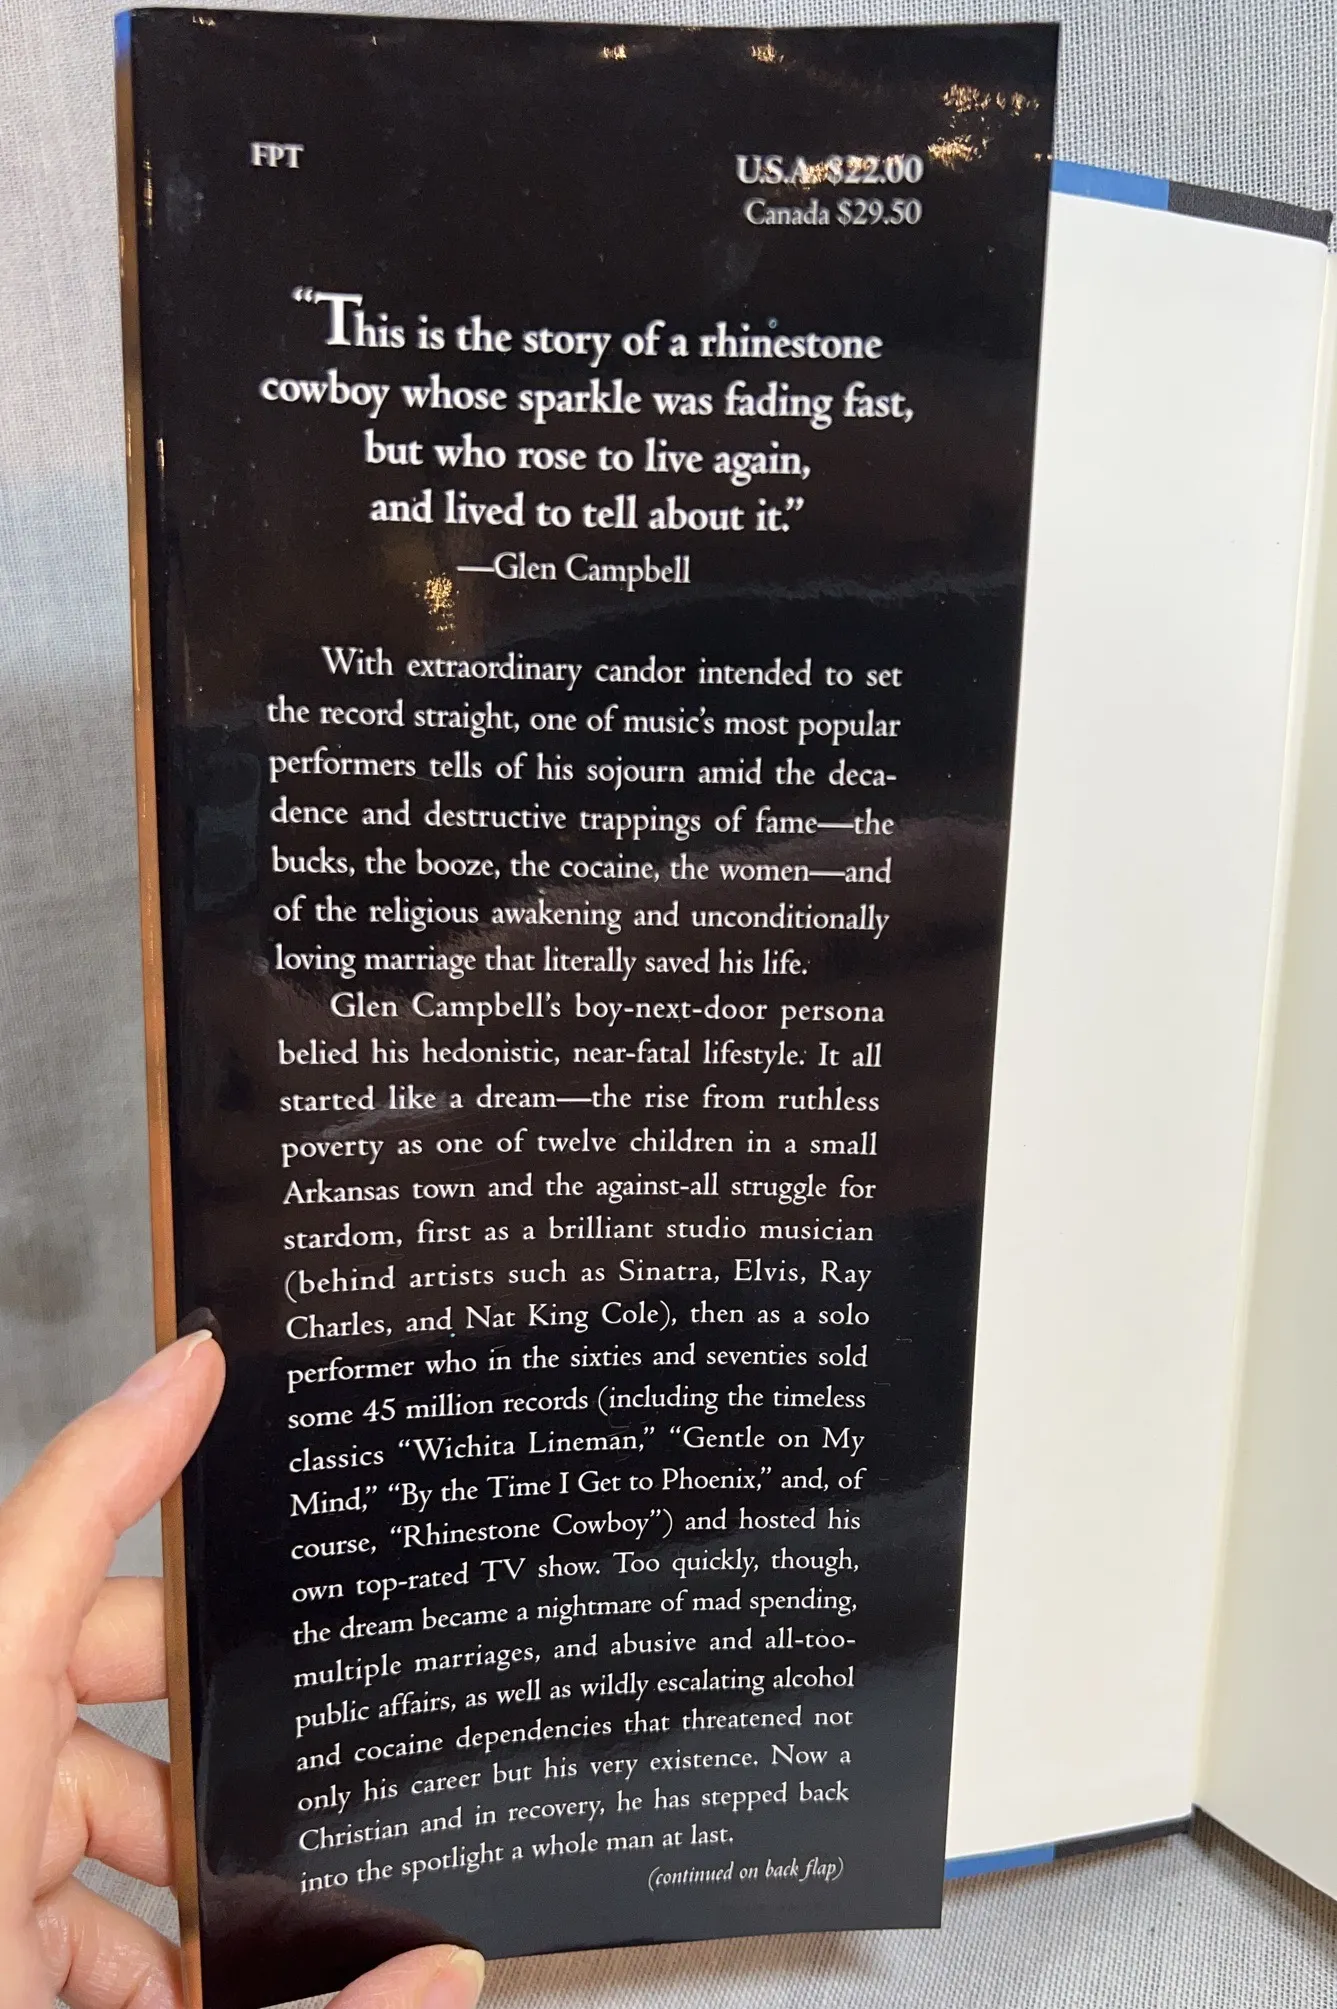 FPT
U.S.A. $22.00
Canada $29.50
“This is the story of a rhinestone
cowboy whose sparkle was fading fast,
but who rose to live again,
and lived to tell about it.”
—Glen Campbell
With extraordinary candor intended to set
the record straight, one of music’s most popular
performers tells of his sojourn amid the deca-
dence and destructive trappings of fame—the
bucks, the booze, the cocaine, the women—and
of the religious awakening and unconditionally
loving marriage that literally saved his life.
Glen Campbell’s boy-next-door persona
belied his hedonistic, near-fatal lifestyle. It all
started like a dream—the rise from ruthless
poverty as one of twelve children in a small
Arkansas town and the against-all struggle for
stardom, first as a brilliant studio musician
(behind artists such as Sinatra, Elvis, Ray
Charles, and Nat King Cole), then as a solo
performer who in the sixties and seventies sold
some 45 million records (including the timeless
classics “Wichita Lineman,” “Gentle on My
Mind,” “By the Time I Get to Phoenix,” and, of
course, “Rhinestone Cowboy”) and hosted his
own top-rated TV show. Too quickly, though,
the dream became a nightmare of mad spending,
multiple marriages, and abusive and all-too-
public affairs, as well as wildly escalating alcohol
and cocaine dependencies that threatened not
only his career but his very existence. Now a
Christian and in recovery, he has stepped back
into the spotlight a whole man at last.
(continued on back flap)